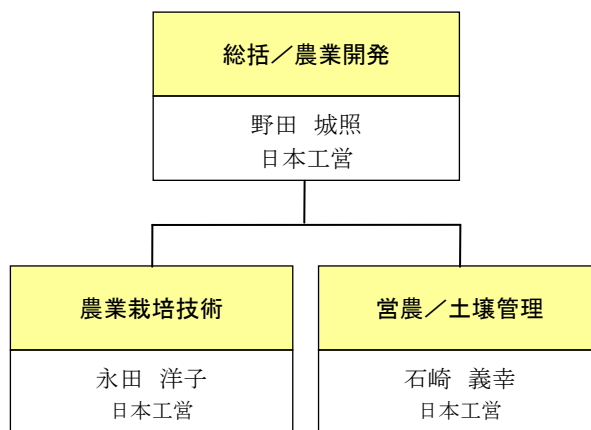 総括／農業開発
野田 城照
日本工営
農業栽培技術
永田 洋子
日本工営
営農／土壌管理
石崎 義幸
日本工営